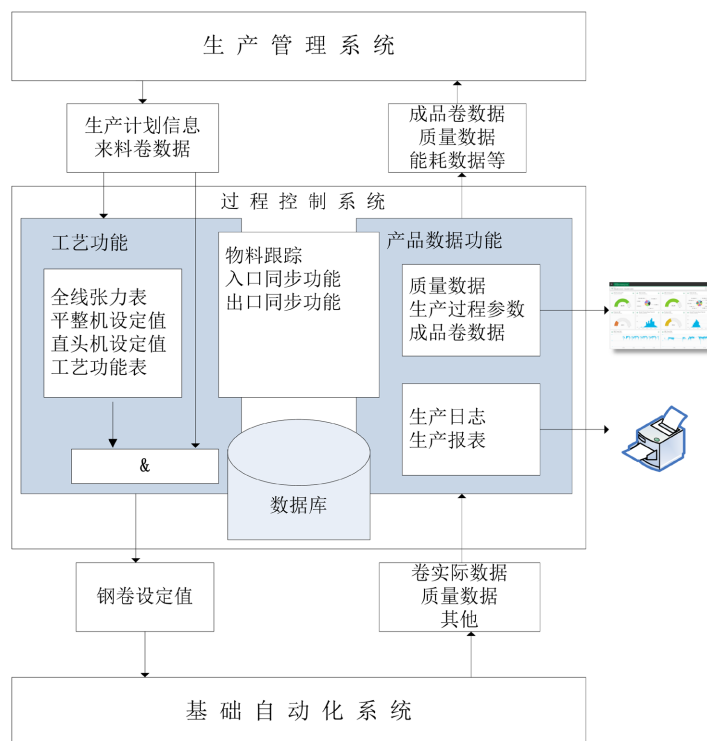 生产管理系统
生产计划信息
来料卷数据
成品卷数据
质量数据
能耗数据等
过程控制系统
工艺功能
全线张力表
平整机设定值
直头机设定值
工艺功能表
&
物料跟踪
入口同步功能
出口同步功能
数据库
产品数据功能
质量数据
生产过程参数
成品卷数据
生产日志
生产报表
钢卷设定值
卷实际数据
质量数据
其他
基础自动化系统